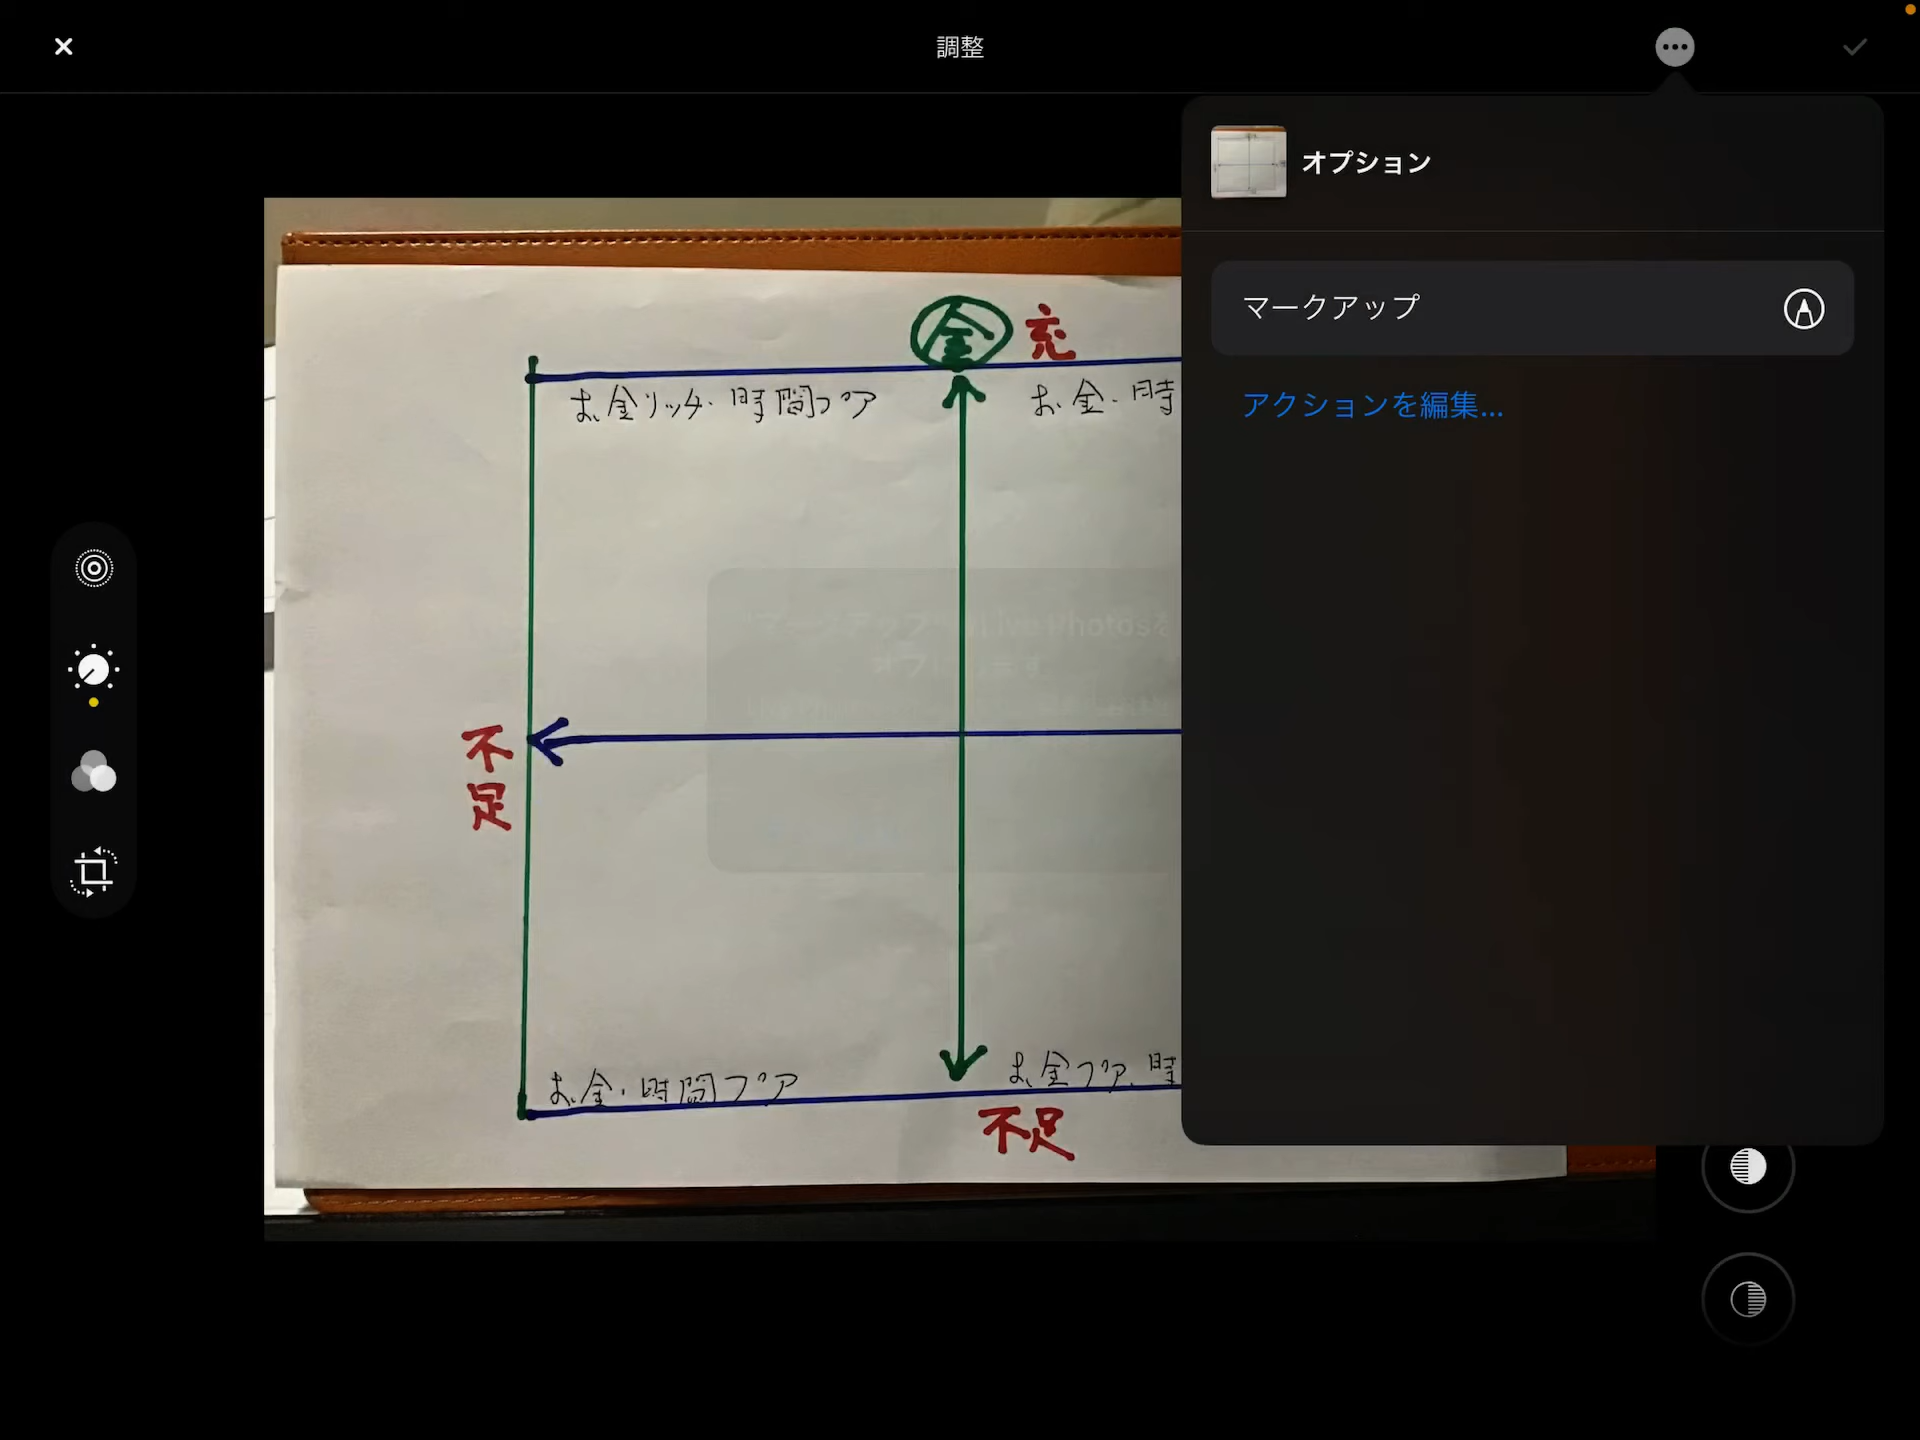 調整
オプション
マークアップ
アクションを編集...
金 充
お金リッチ・時間プア
お金・時
不足
お金・時間プア
お金プア、時
不足